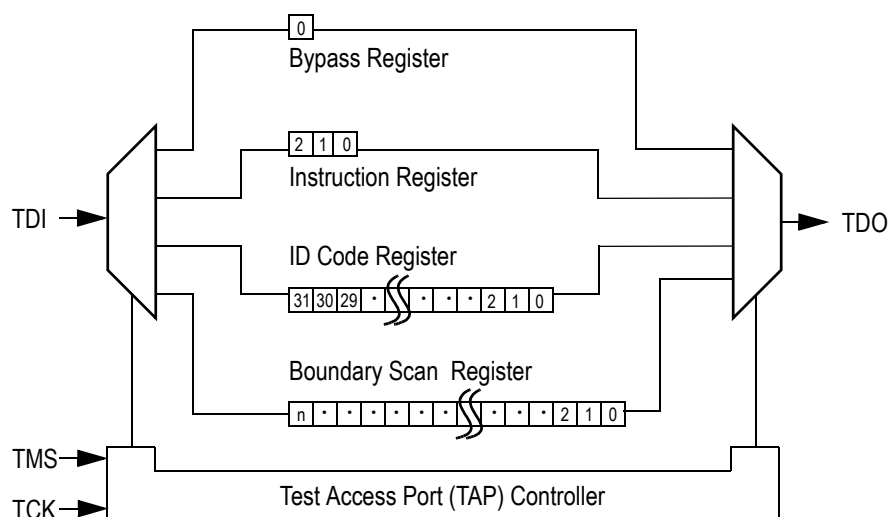 0
Bypass Register
2 1 0
Instruction Register
TDI
TDO
ID Code Register
31 30 29 · · · · 2 1 0
Boundary Scan Register
n · · · · · · · · · 2 1 0
TMS
TCK
Test Access Port (TAP) Controller